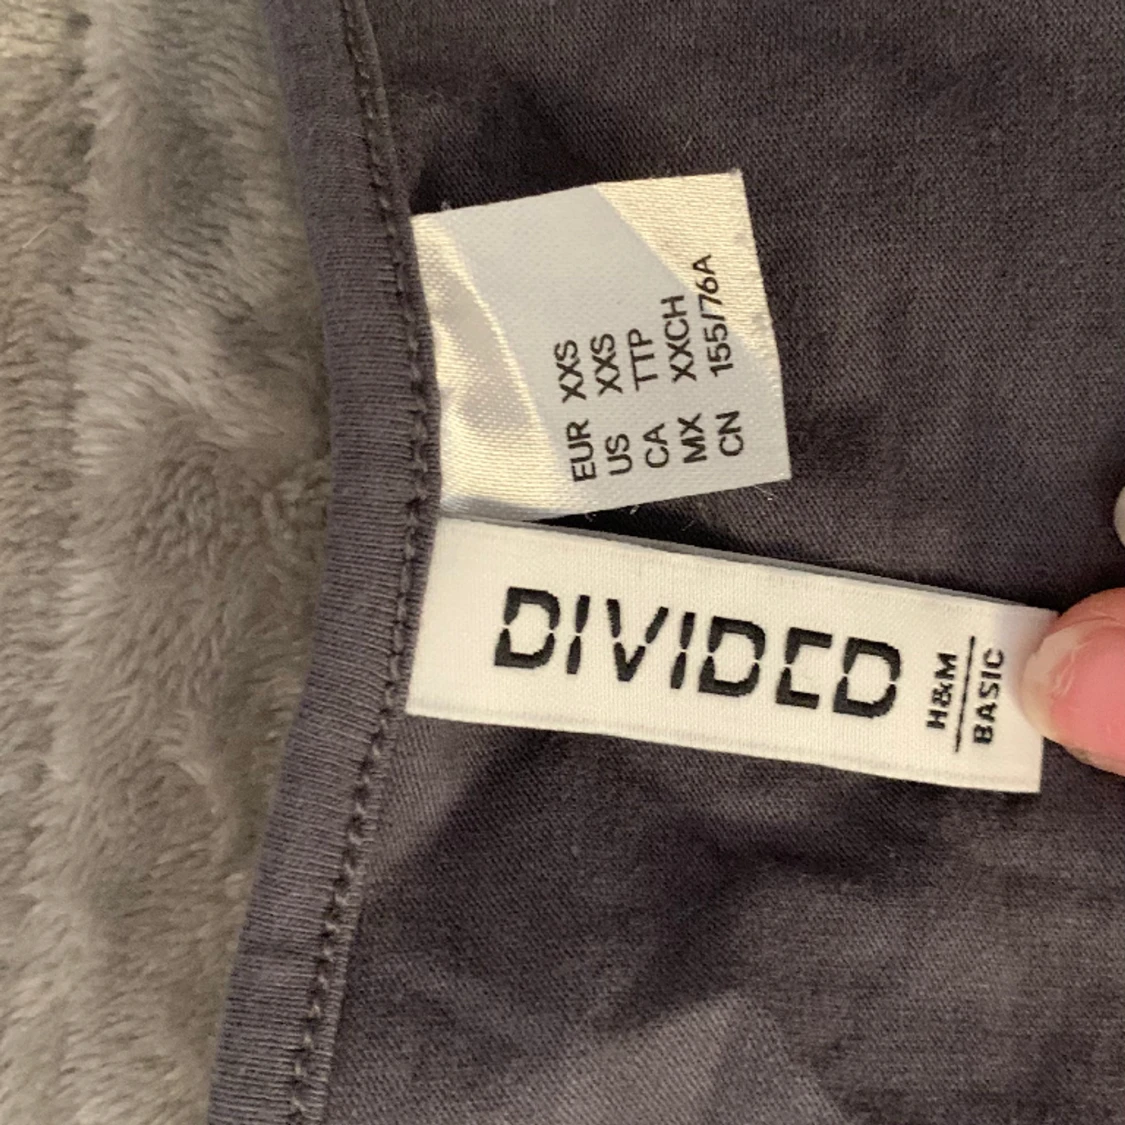 EUR XXS
US XXS
CA TTP
MX XXCH
CN 155/76A
DIVIDED
H&M
BASIC